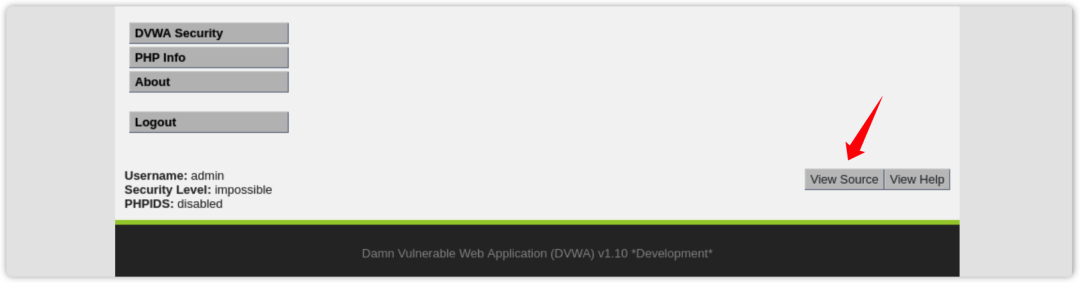 DVWA Security
PHP Info
About
Logout
Username: admin
Security Level: impossible
PHPIDS: disabled
View Source
View Help
Damn Vulnerable Web Application (DVWA) v1.10 *Development*